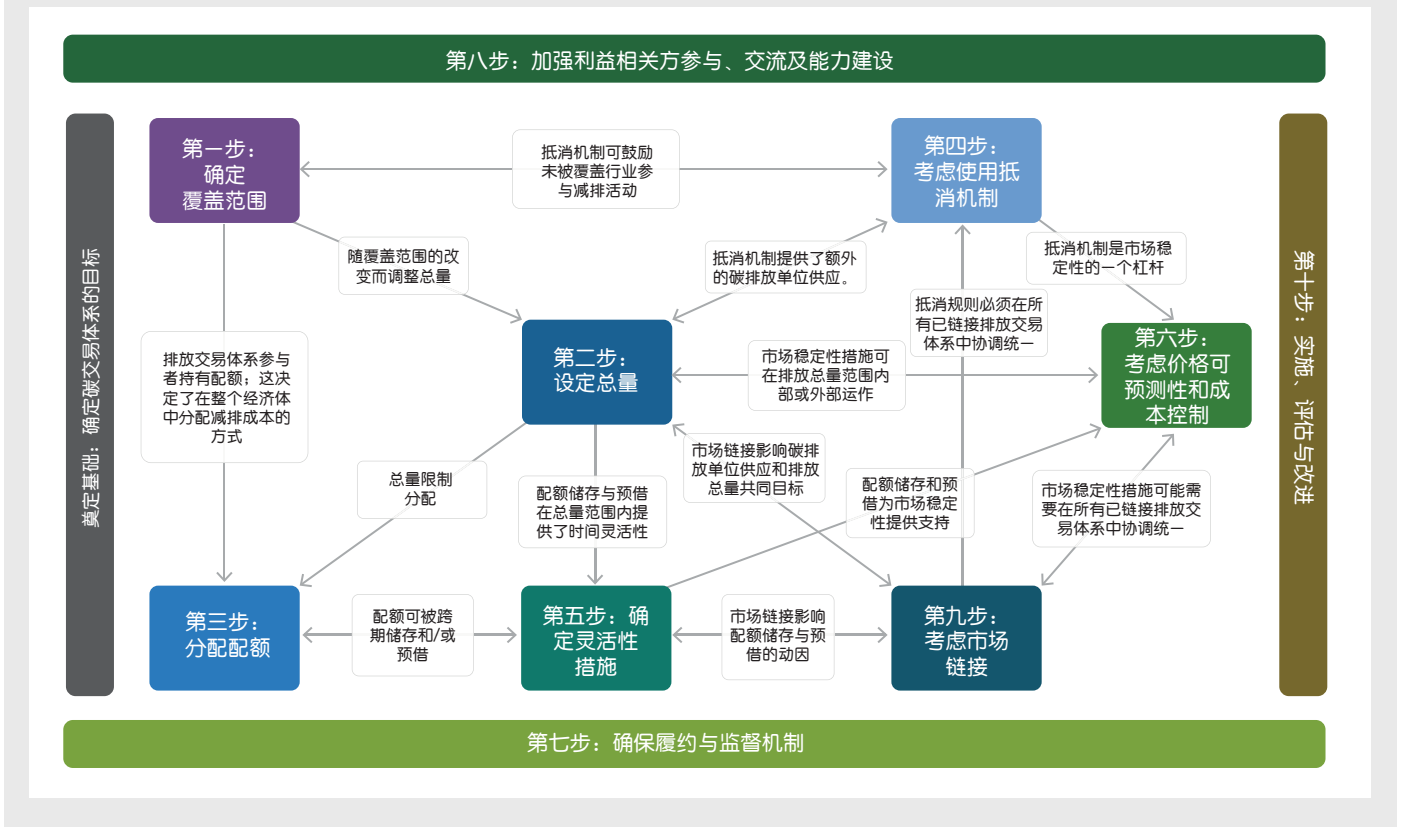 第八步：加强利益相关方参与、交流及能力建设
奠定基础：确定碳交易体系的目标
第一步：
确定
覆盖范围
抵消机制可鼓励
未被覆盖行业参
与减排活动
第四步：
考虑使用抵
消机制
随覆盖范围的改
变而调整总量
抵消机制提供了额外
的碳排放单位供应。
抵消机制是市场稳
定性的一个杠杆
抵消规则必须在所
有已链接排放交易
体系中协调统一
排放交易体系参与
者持有配额；这决
定了在整个经济体
中分配减排成本的
方式
第二步：
设定总量
市场稳定性措施可
在排放总量范围内
部或外部运作
第六步：
考虑价格可
预测性和成
本控制
总量限制
分配
配额储存与预借
在总量范围内提
供了时间灵活性
市场链接影响碳排
放单位供应和排放
总量共同目标
配额储存和预
借为市场稳定
性提供支持
市场稳定性措施可能需
要在所有已链接排放交
易体系中协调统一
第三步：
分配配额
配额可被跨
期储存和/或
预借
第五步：确
定灵活性
措施
市场链接影响
配额储存与预
借的动因
第九步：
考虑市场
链接
第十步：实施、评估与改进
第七步：确保履约与监督机制